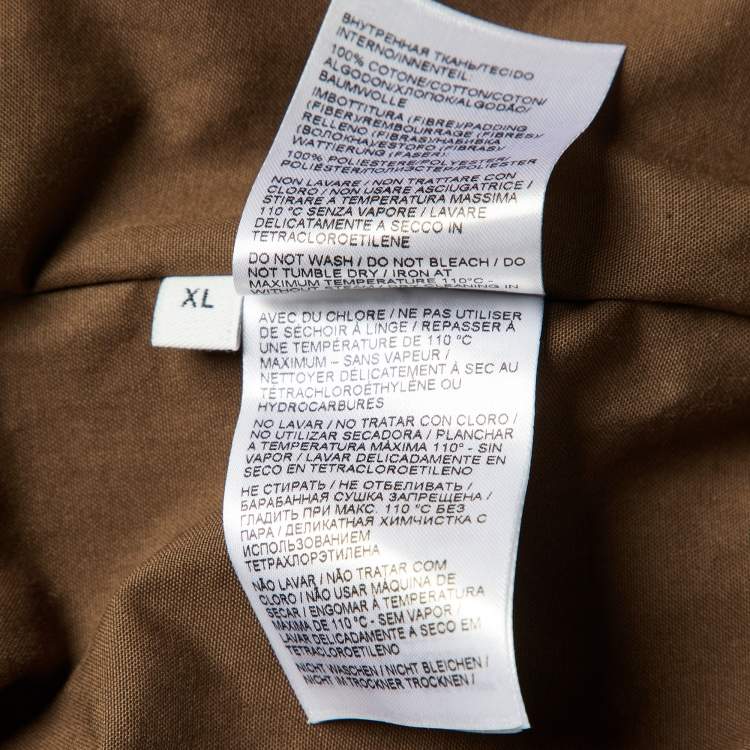 ВНУТРЕННАЯ ТКАНЬ/TECIDO
INTERNO/INNENTEIL:
100% COTONE/COTTON/COTON/
ALGODON/ХЛОПОК/ALGODÃO/
BAUMWOLLE
IMBOTTITURA (FIBRE)/PADDING
(FIBER)/REMBOURRAGE (FIBRES)/
RELLENO (FIBRAS)/НАБИВКА
(ВОЛОКНА)/ESTOFO (FIBRAS)/
WATTIERUNG (FASER):
100% POLIESTERE/POLYESTER/
POLIESTER/ПОЛИЭСТЕР/POLIESTER
NON LAVARE / NON TRATTARE CON
CLORO / NON USARE ASCIUGATRICE /
STIRARE A TEMPERATURA MASSIMA
110 °C SENZA VAPORE / LAVARE
DELICATAMENTE A SECCO IN
TETRACLOROETILENE
DO NOT WASH / DO NOT BLEACH / DO
NOT TUMBLE DRY / IRON AT
MAXIMUM TEMPERATURE 110°C -
XL
AVEC DU CHLORE / NE PAS UTILISER
DE SÉCHOIR À LINGE / REPASSER À
UNE TEMPÉRATURE DE 110 °C
MAXIMUM – SANS VAPEUR /
NETTOYER DÉLICATEMENT À SEC AU
TÉTRACHLOROÉTHYLÈNE OU
HYDROCARBURES
NO LAVAR / NO TRATAR CON CLORO /
NO UTILIZAR SECADORA / PLANCHAR
A TEMPERATURA MÁXIMA 110° - SIN
VAPOR / LAVAR DELICADAMENTE EN
SECO EN TETRACLOROETILENO
НЕ СТИРАТЬ / НЕ ОТБЕЛИВАТЬ /
БАРАБАННАЯ СУШКА ЗАПРЕЩЕНА /
ГЛАДИТЬ ПРИ МАКС. 110 °C БЕЗ
ПАРА / ДЕЛИКАТНАЯ ХИМЧИСТКА С
ИСПОЛЬЗОВАНИЕМ
ТЕТРАХЛОРЭТИЛЕНА
NÃO LAVAR / NÃO TRATAR COM
CLORO / NÃO USAR MÁQUINA DE
SECAR / ENGOMAR À TEMPERATURA
MÁXIMA DE 110 °C - SEM VAPOR /
LAVAR DELICADAMENTE A SECO EM
TETRACLOROETILENO
NICHT WASCHEN / NICHT BLEICHEN /
NICHT IM TROCKNER TROCKNEN /